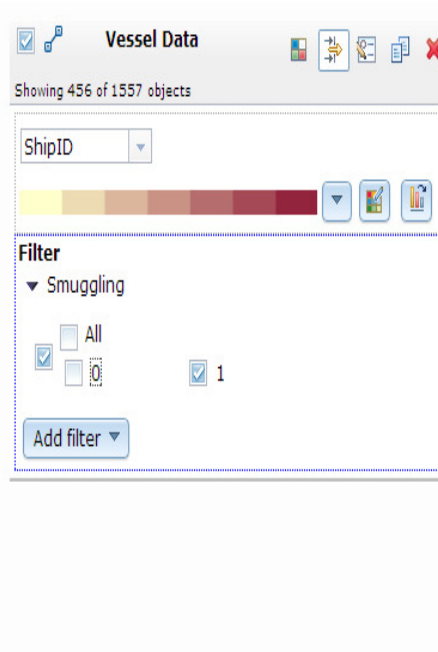 Vessel Data
Showing 456 of 1557 objects
ShipID
Filter
Smuggling
All
0 1
Add filter